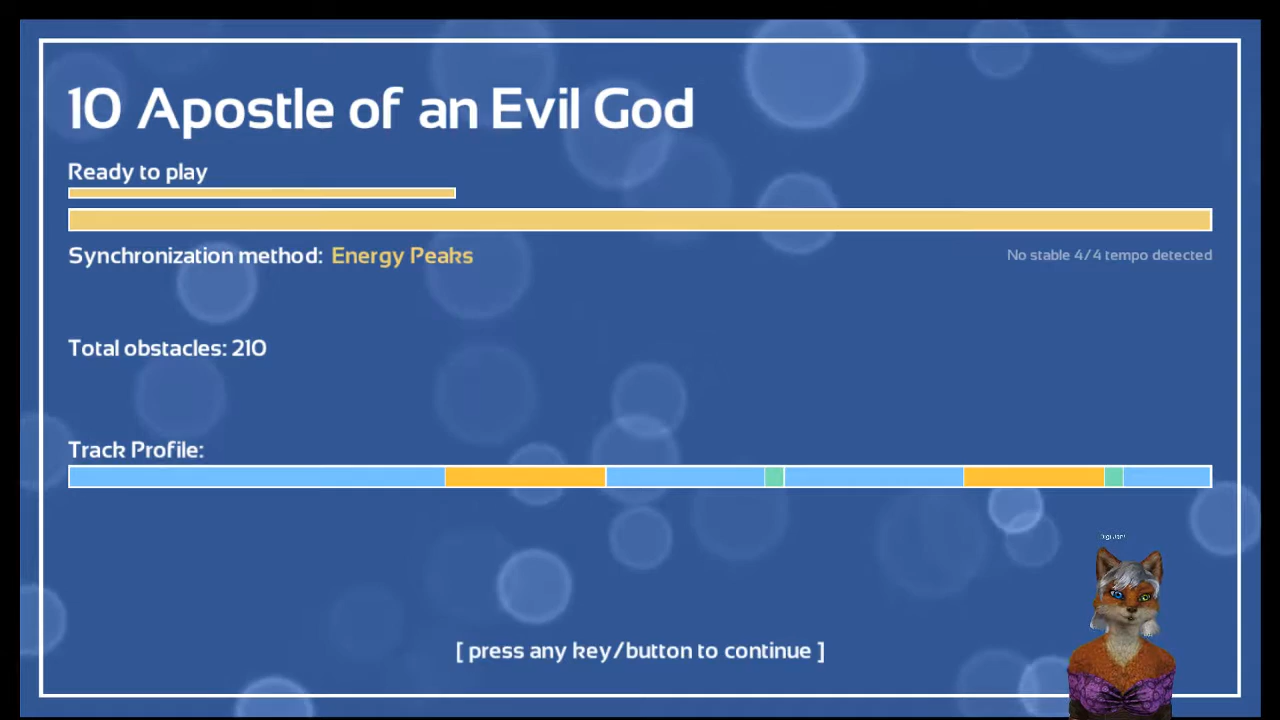 10 Apostle of an Evil God
Ready to play
Synchronization method: Energy Peaks
No stable 4/4 tempo detected
Total obstacles: 210
Track Profile:
[ press any key/button to continue ]